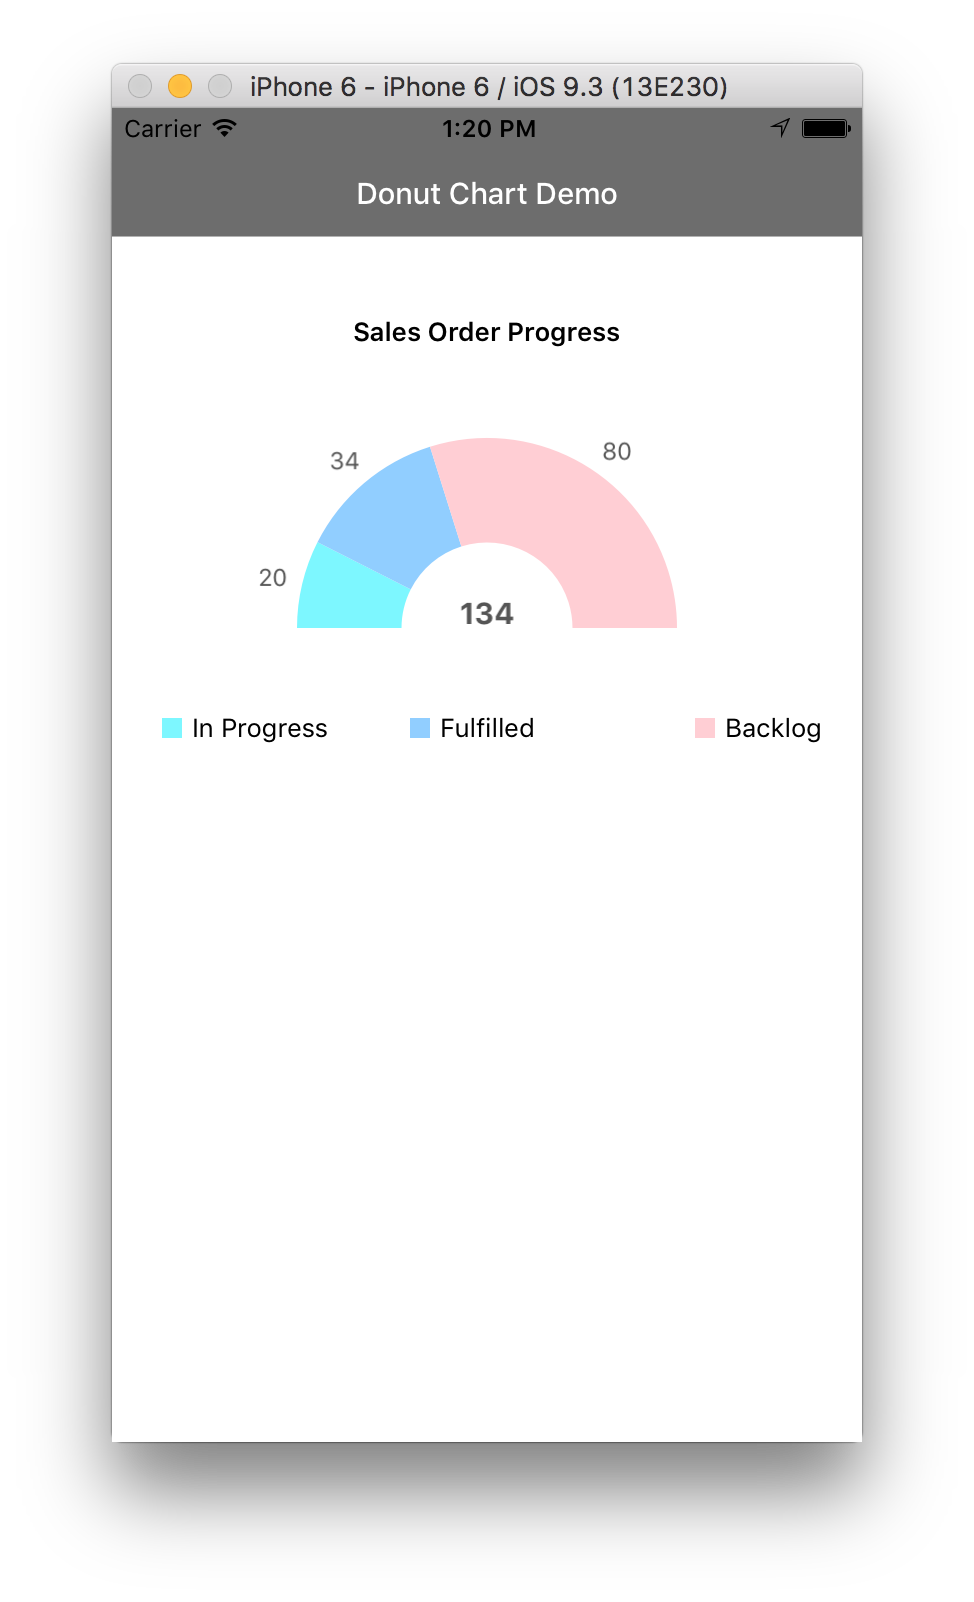 iPhone 6 - iPhone 6 / iOS 9.3 (13E230)
Carrier 1:20 PM
Donut Chart Demo
Sales Order Progress
80
34
20
134
In Progress Fulfilled Backlog